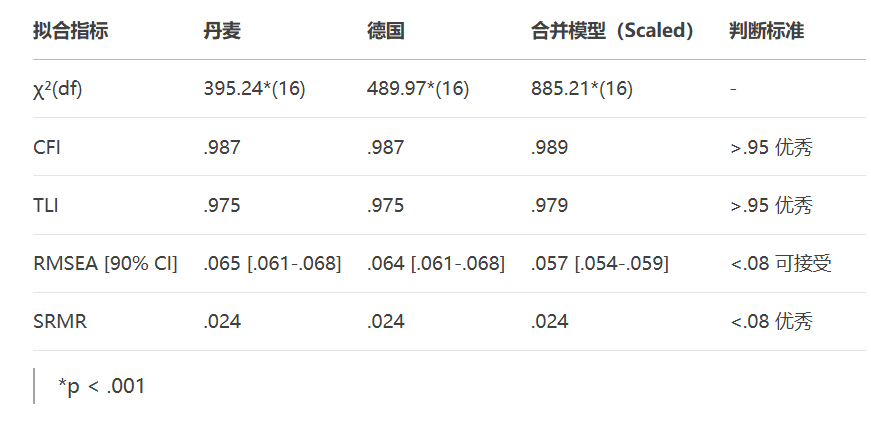 拟合指标 丹麦 德国 合并模型（Scaled） 判断标准
χ²(df) 395.24*(16) 489.97*(16) 885.21*(16) -
CFI .987 .987 .989 >.95 优秀
TLI .975 .975 .979 >.95 优秀
RMSEA [90% CI] .065 [.061-.068] .064 [.061-.068] .057 [.054-.059] <.08 可接受
SRMR .024 .024 .024 <.08 优秀
*p < .001